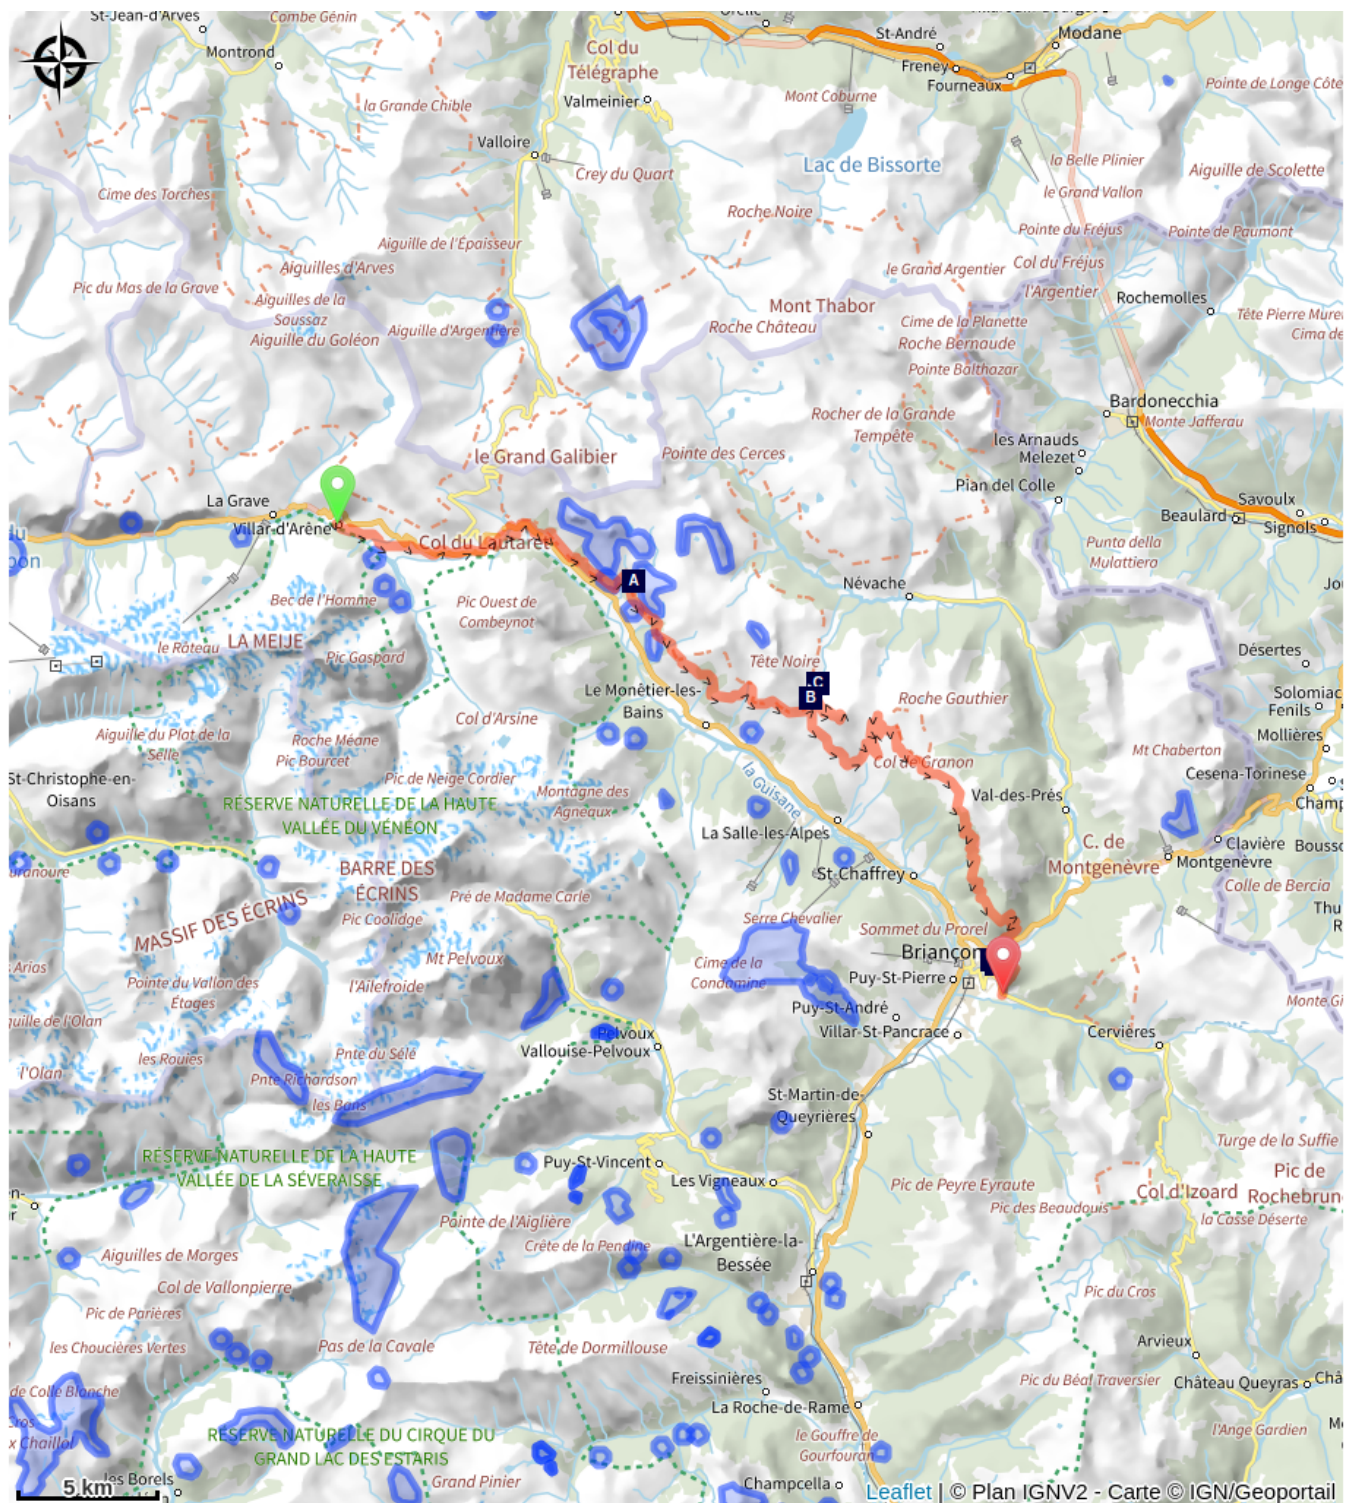 St-Jean-d'Arves
Combe Génin
Montrond
Col du
Télégraphe
St-André
Modane
Freney
Fourneaux
la Grande Chible
Valmeinier
Mont Coburne
Pointe de Longe Côte
Valloire
Crey du Quart
Lac de Bissorte
la Belle Plinier
Aiguille de Scolette
Cime des Torches
le Grand Vallon
Roche Noire
Pointe du Fréjus
Pointe de Paumont
Aiguille de l'Épaisseur
Aiguilles d'Arves
le Grand Argentier
Col du Fréjus
Pic du Mas de la Grave
l'Argentier
Rochemolles
Aiguilles de la
Saussaz
Mont Thabor
Aiguille d'Argentière
Roche Château
Cime de la Planette
Aiguille du Goléon
Roche Bernaude
Pointe Balthazar
Bardonecchia
Monte Jafferau
Rocher de la Grande
Tempête
les Arnauds
Melezet
le Grand Galibier
Pointe des Cerces
Pian del Colle
La Grave
Savoulx
Beaulard
Signols
Villar-d'Arêne
Col du Lautaret
Punta della
Mulattiera
A
Névache
Bec de l'Homme
Pic Ouest de
Combeynot
le Râteau
LA MEIJE
Pic Gaspard
Désertes
Tête Noire
C
B
Le Monêtier-les-
Bains
Roche Gauthier
Solomiac
Fenils
Col d'Arsine
Aiguille du Plat de la
Selle
Roche Méane
Pic Bourcet
Mollières
Mt Chaberton
Col de Granon
St-Christophe-en-
Oisans
Pic de Neige Cordier
la Guisane
Cesena-Torinese
Montagne des
Agneaux
Val-des-Prés
RÉSERVE NATURELLE DE LA HAUTE
VALLÉE DU VÉNÉON
La Salle-les-Alpes
C. de
Montgenèvre
Clavière
Montgenèvre
BARRE DES
ÉCRINS
St-Chaffrey
Colle de Bercia
Pré de Madame Carle
MASSIF DES ÉCRINS
Pic Coolidge
Serre Chevalier
Sommet du Prorel
Mt Pelvoux
Briançon
Cime de la
Condamine
Puy-St-Pierre
Pointe du Vallon des
Étages
l'Ailefroide
Puy-St-André
Villar-St-Pancrace
Cervières
Pelvoux
Vallouise-Pelvoux
les Rouies
Pnte du Sélé
l'Olan
Pnte Richardson
les Bans
St-Martin-de-
Queyrières
Turge de la Suffie
RÉSERVE NATURELLE DE LA HAUTE
VALLÉE DE LA SÉVERAISSE
Puy-St-Vincent
Les Vigneaux
Pic de
Rochebrun
Pic de Peyre Eyraute
Col d'Izoard
Pic des Beaudouis
la Casse Déserte
Pointe de l'Aiglière
Crête de la Pendine
L'Argentière-la-
Bessée
Aiguilles de Morges
Col de Vallonpierre
Pic du Cros
Pic de Parières
les Choucières Vertes
Pas de la Cavale
Tête de Dormillouse
Arvieux
Freissinières
Pic du Béal Traversier
Château Queyras
de Colle Blanche
La Roche-de-Rame
RÉSERVE NATURELLE DU CIRQUE DU
GRAND LAC DES ESTARIS
le Gouffre de
Gourfouran
l'Ange Gardien
les Borels
Grand Pinier
Champcella
5 km
Leaflet | © Plan IGNV2 - Carte © IGN/Geoportail